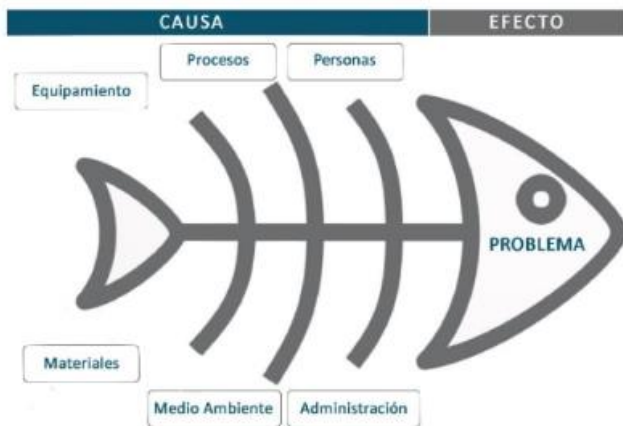 CAUSA
EFECTO
Procesos
Personas
Equipamiento
PROBLEMA
Materiales
Medio Ambiente
Administración